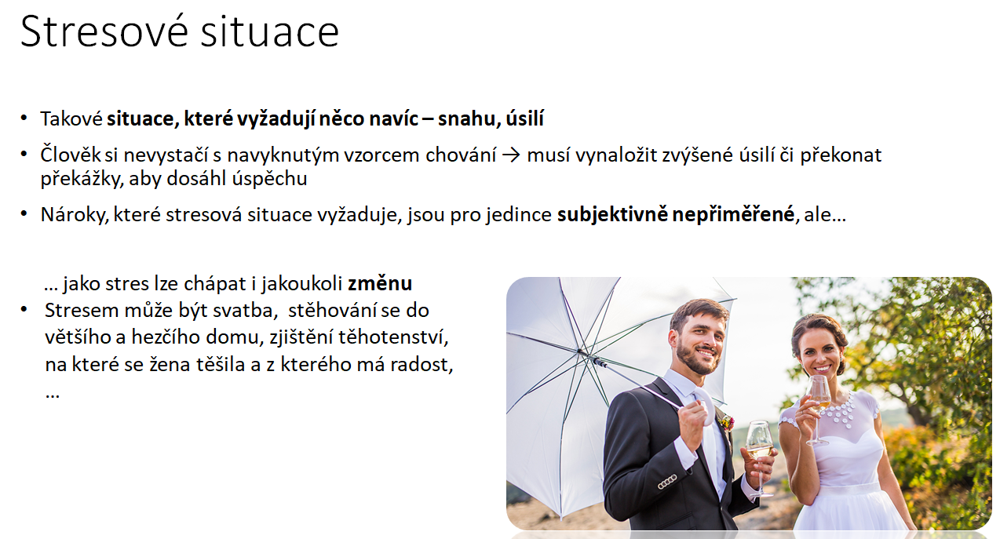 Stresové situace
• Takové situace, které vyžadují něco navíc – snahu, úsilí
• Člověk si nevystačí s navyknutým vzorcem chování → musí vynaložit zvýšené úsilí či překonat
překážky, aby dosáhl úspěchu
• Nároky, které stresová situace vyžaduje, jsou pro jedince subjektivně nepřiměřené, ale…
… jako stres lze chápat i jakoukoli změnu
• Stresem může být svatba, stěhování se do
většího a hezčího domu, zjištění těhotenství,
na které se žena těšila a z kterého má radost,
…